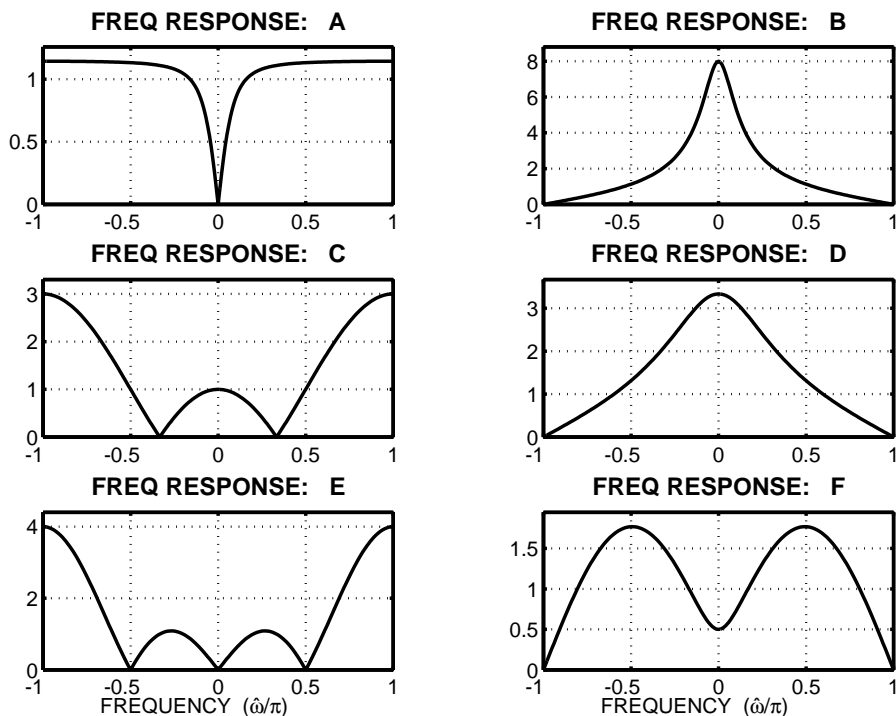 FREQ RESPONSE: A
1
0.5
0
-1 -0.5 0 0.5 1
FREQ RESPONSE: B
8
6
4
2
0
-1 -0.5 0 0.5 1
FREQ RESPONSE: C
3
2
1
0
-1 -0.5 0 0.5 1
FREQ RESPONSE: D
3
2
1
0
-1 -0.5 0 0.5 1
FREQ RESPONSE: E
4
2
0
-1 -0.5 0 0.5 1
FREQUENCY (ω̂/π)
FREQ RESPONSE: F
1.5
1
0.5
0
-1 -0.5 0 0.5 1
FREQUENCY (ω̂/π)